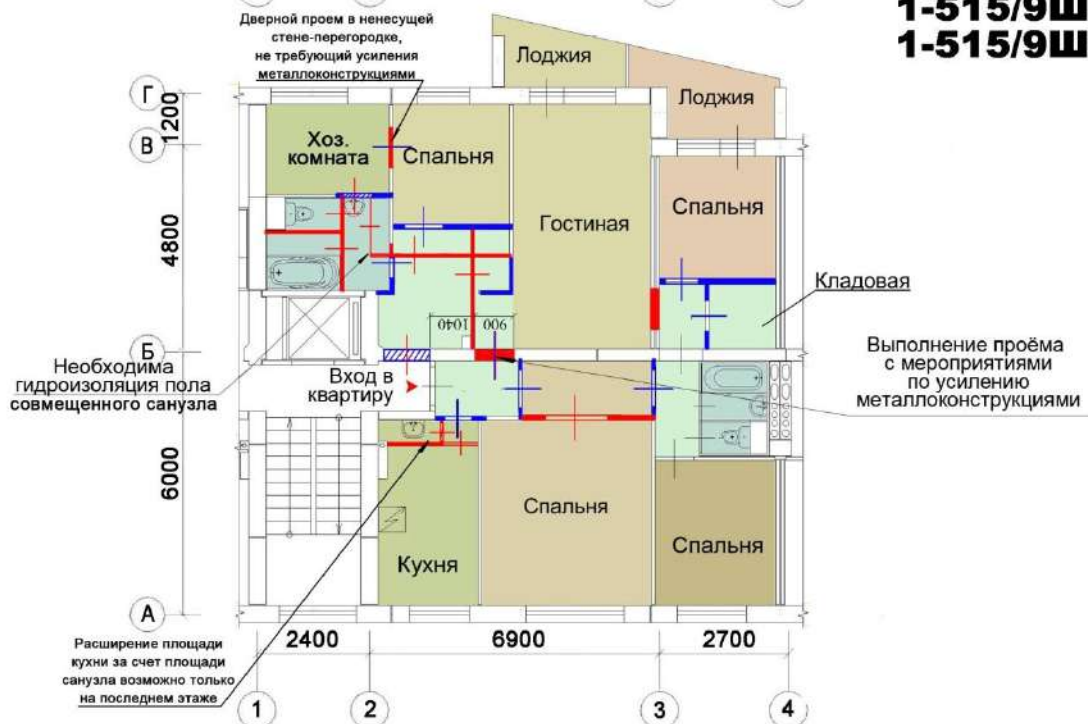 1-515/9Ш
1-515/9Ш
Дверной проем в ненесущей
стене-перегородке,
не требующий усиления
металлоконструкциями
Лоджия
Лоджия
Г
1200
В
Хоз.
комната
Спальня
Гостиная
Спальня
4800
Кладовая
1040
900
Б
Необходима
гидроизоляция пола
совмещенного санузла
Вход в
квартиру
Выполнение проёма
с мероприятиями
по усилению
металлоконструкциями
6000
Спальня
Спальня
Кухня
А
2400
6900
2700
Расширение площади
кухни за счет площади
санузла возможно только
на последнем этаже
1
2
3
4